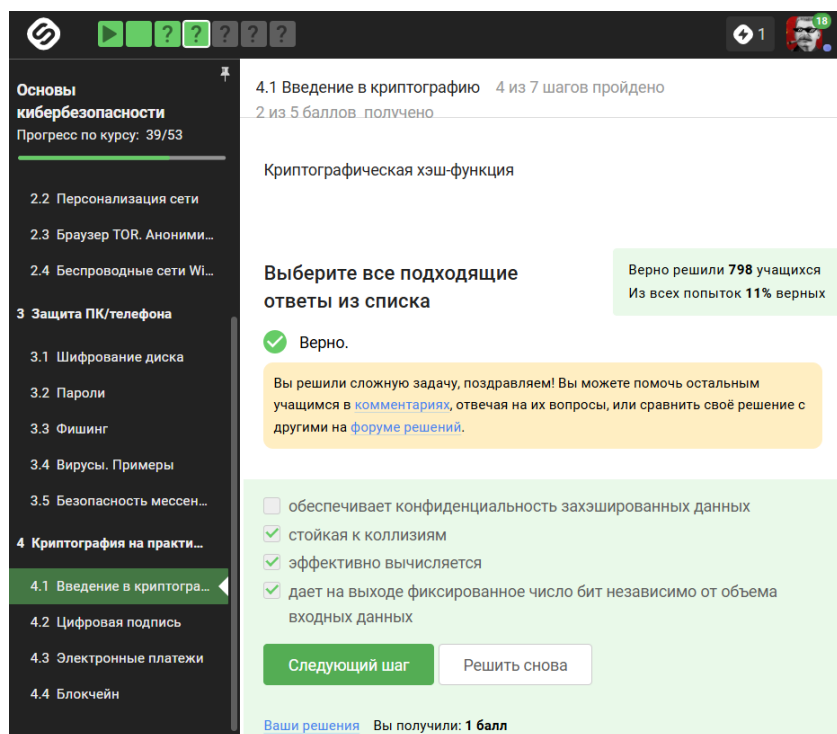 ? ? ? ? ?
1
18
Основы
кибербезопасности
Прогресс по курсу: 39/53
2.2 Персонализация сети
2.3 Браузер TOR. Аноними...
2.4 Беспроводные сети Wi...
3 Защита ПК/телефона
3.1 Шифрование диска
3.2 Пароли
3.3 Фишинг
3.4 Вирусы. Примеры
3.5 Безопасность мессен...
4 Криптография на практи...
4.1 Введение в криптогра...
4.2 Цифровая подпись
4.3 Электронные платежи
4.4 Блокчейн
4.1 Введение в криптографию 4 из 7 шагов пройдено
2 из 5 баллов получено
Криптографическая хэш-функция
Выберите все подходящие
ответы из списка
Верно решили 798 учащихся
Из всех попыток 11% верных
Верно.
Вы решили сложную задачу, поздравляем! Вы можете помочь остальным
учащимся в комментариях, отвечая на их вопросы, или сравнить своё решение с
другими на форуме решений.
обеспечивает конфиденциальность захэшированных данных
стойкая к коллизиям
эффективно вычисляется
дает на выходе фиксированное число бит независимо от объема
входных данных
Следующий шаг Решить снова
Ваши решения Вы получили: 1 балл